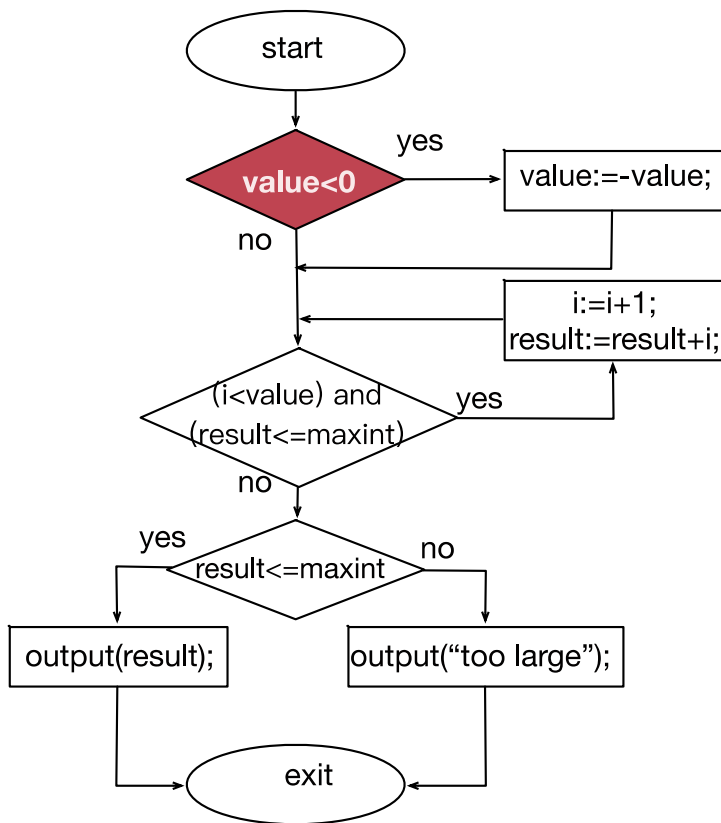 start
value<0
yes
value:=-value;
no
i:=i+1;
result:=result+i;
(i<value) and
(result<=maxint)
yes
no
result<=maxint
yes
no
output(result);
output(“too large”);
exit